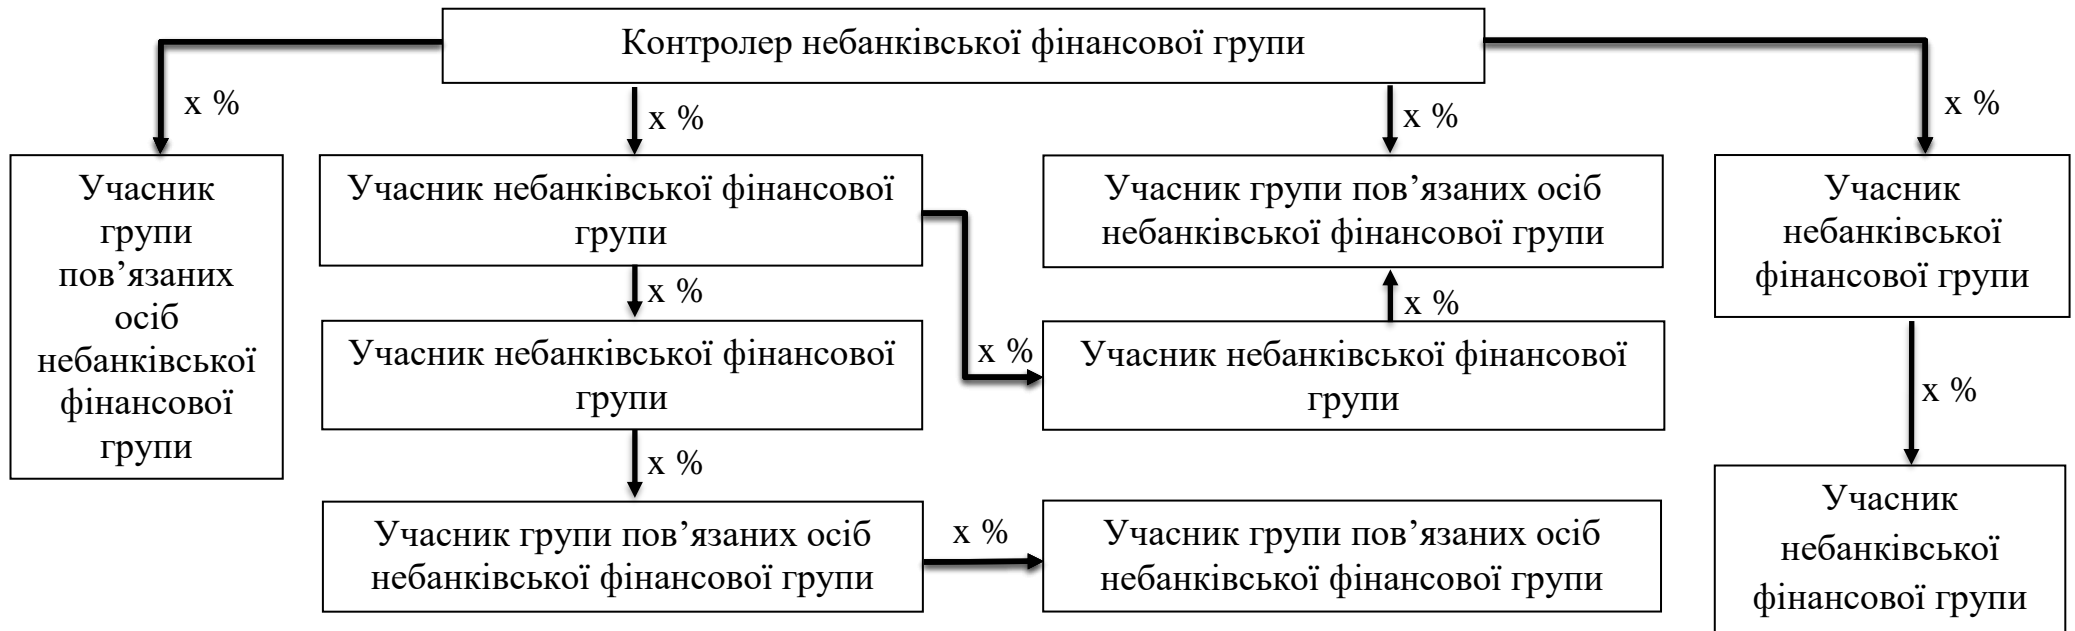 Контролер небанківської фінансової групи
х %
х %
х %
х %
Учасник
групи
пов’язаних
осіб
небанківської
фінансової
групи
Учасник небанківської фінансової
групи
Учасник групи пов’язаних осіб
небанківської фінансової групи
Учасник
небанківської
фінансової групи
х %
х %
Учасник небанківської фінансової
групи
х %
Учасник небанківської фінансової
групи
х %
х %
Учасник групи пов’язаних осіб
небанківської фінансової групи
х %
Учасник групи пов’язаних осіб
небанківської фінансової групи
Учасник
небанківської
фінансової групи